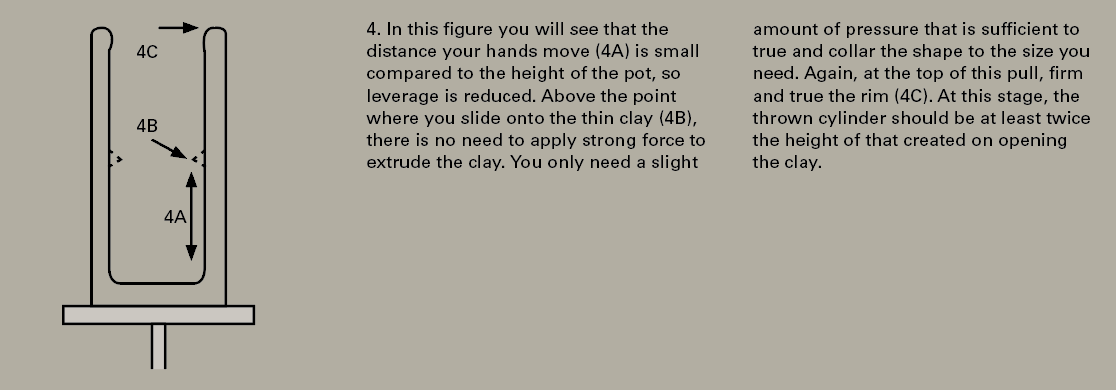 4C
4B
4A
4. In this figure you will see that the
distance your hands move (4A) is small
compared to the height of the pot, so
leverage is reduced. Above the point
where you slide onto the thin clay (4B),
there is no need to apply strong force to
extrude the clay. You only need a slight
amount of pressure that is sufficient to
true and collar the shape to the size you
need. Again, at the top of this pull, firm
and true the rim (4C). At this stage, the
thrown cylinder should be at least twice
the height of that created on opening
the clay.